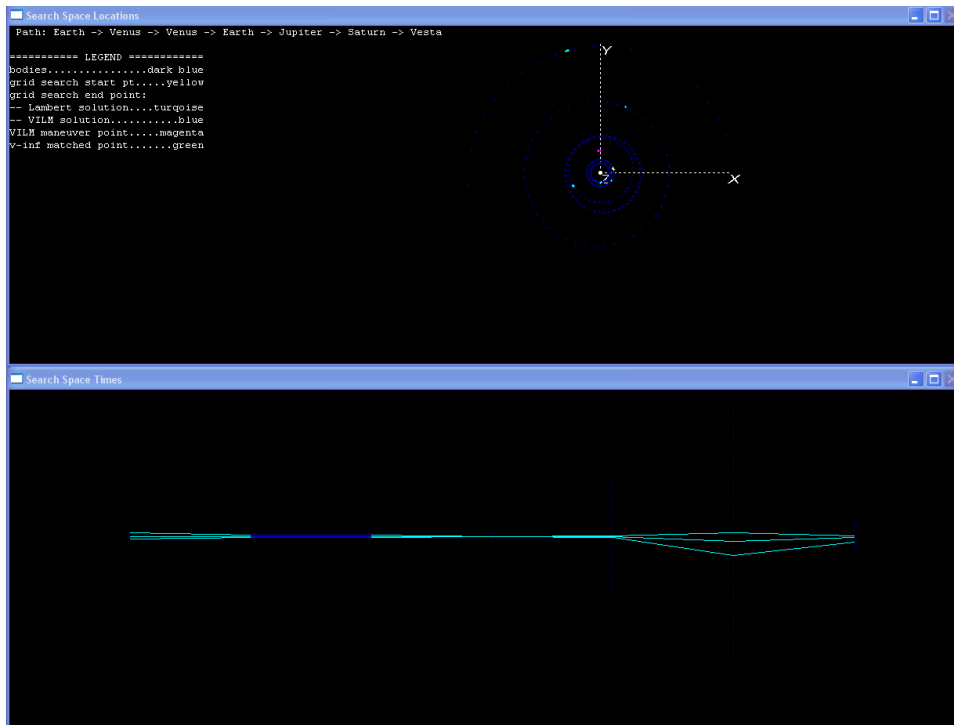 Search Space Locations
Path: Earth -> Venus -> Venus -> Earth -> Jupiter -> Saturn -> Vesta
=========== LEGEND ============
bodies................dark blue
grid search start pt.....yellow
grid search end point:
-- Lambert solution....turqoise
-- VILM solution...........blue
VILM maneuver point.....magenta
v-inf matched point.......green
Y
Z
X
Search Space Times